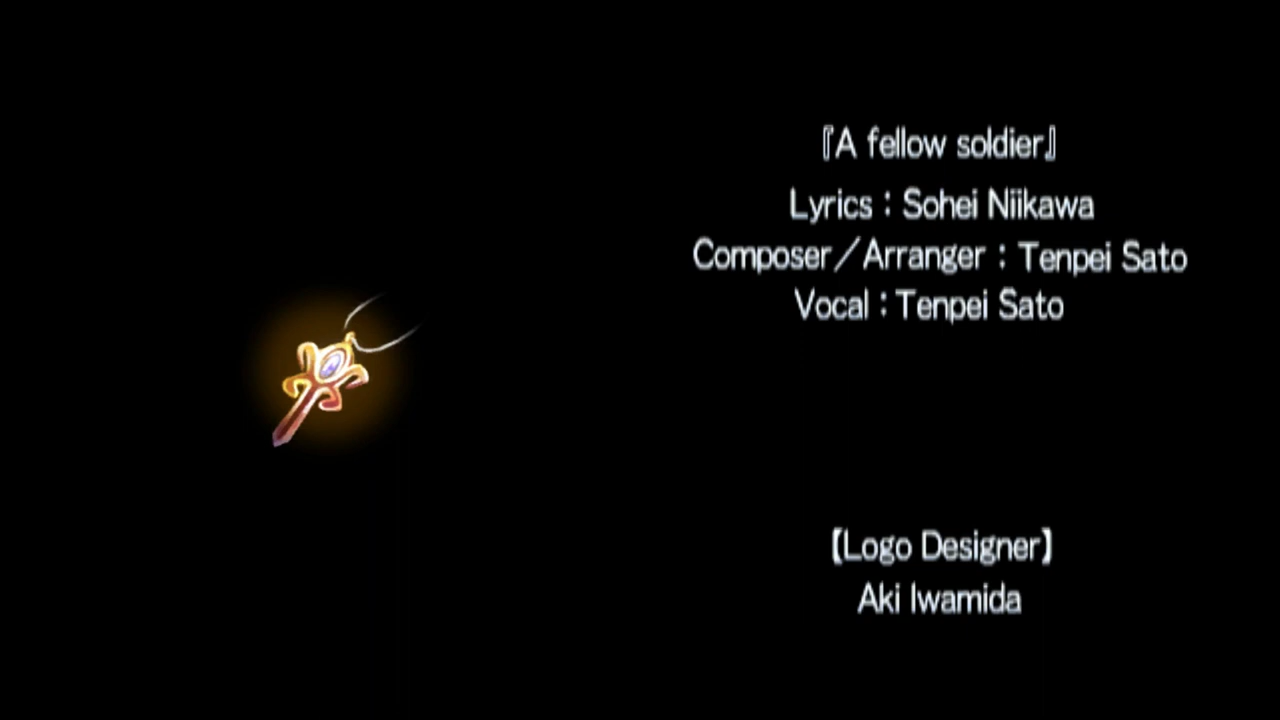 『A fellow soldier』
Lyrics：Sohei Niikawa
Composer／Arranger：Tenpei Sato
Vocal：Tenpei Sato
【Logo Designer】
Aki Iwamida